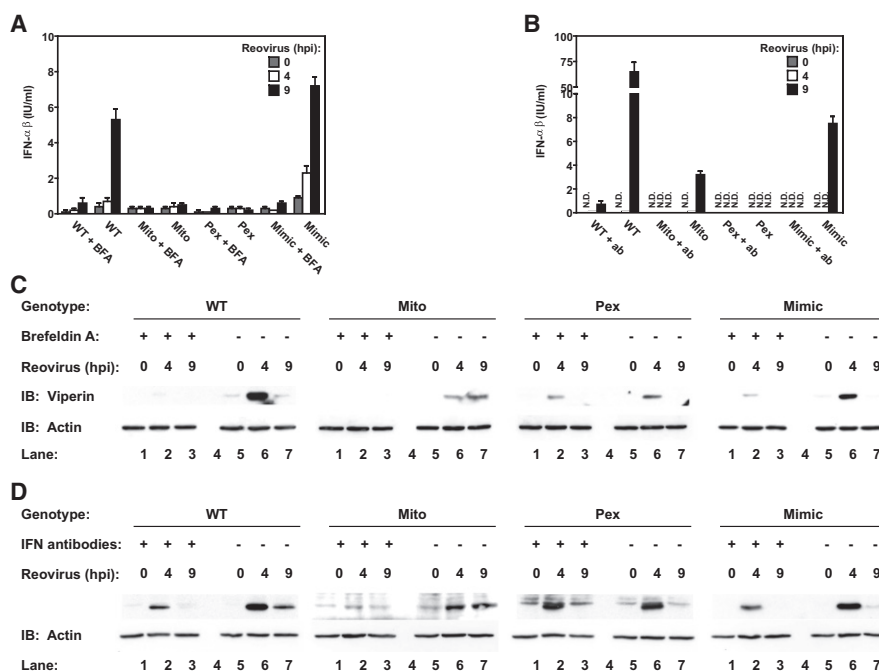 A
IFN-α β (IU/ml)
10
8
6
4
2
0
Reovirus (hpi):
0
4
9
WT + BFA
WT
Mito + BFA
Mito
Pex + BFA
Pex
Mimic + BFA
Mimic
B
IFN-α β (IU/ml)
100
75
50
25
10
8
6
4
2
0
Reovirus (hpi):
0
4
9
N.D. N.D. N.D. N.D. N.D. N.D. N.D. N.D. N.D. N.D. N.D. N.D. N.D. N.D. N.D. N.D. N.D.
WT + ab
WT
Mito + ab
Mito
Pex + ab
Pex
Mimic + ab
Mimic
C
Genotype: WT Mito Pex Mimic
Brefeldin A: + + + - - - + + + - - - + + + - - - + + + - - -
Reovirus (hpi): 0 4 9 0 4 9 0 4 9 0 4 9 0 4 9 0 4 9 0 4 9 0 4 9
IB: Viperin
IB: Actin
Lane: 1 2 3 4 5 6 7 1 2 3 4 5 6 7 1 2 3 4 5 6 7 1 2 3 4 5 6 7
D
Genotype: WT Mito Pex Mimic
IFN antibodies: + + + - - - + + + - - - + + + - - - + + + - - -
Reovirus (hpi): 0 4 9 0 4 9 0 4 9 0 4 9 0 4 9 0 4 9 0 4 9 0 4 9
IB: Actin
Lane: 1 2 3 4 5 6 7 1 2 3 4 5 6 7 1 2 3 4 5 6 7 1 2 3 4 5 6 7